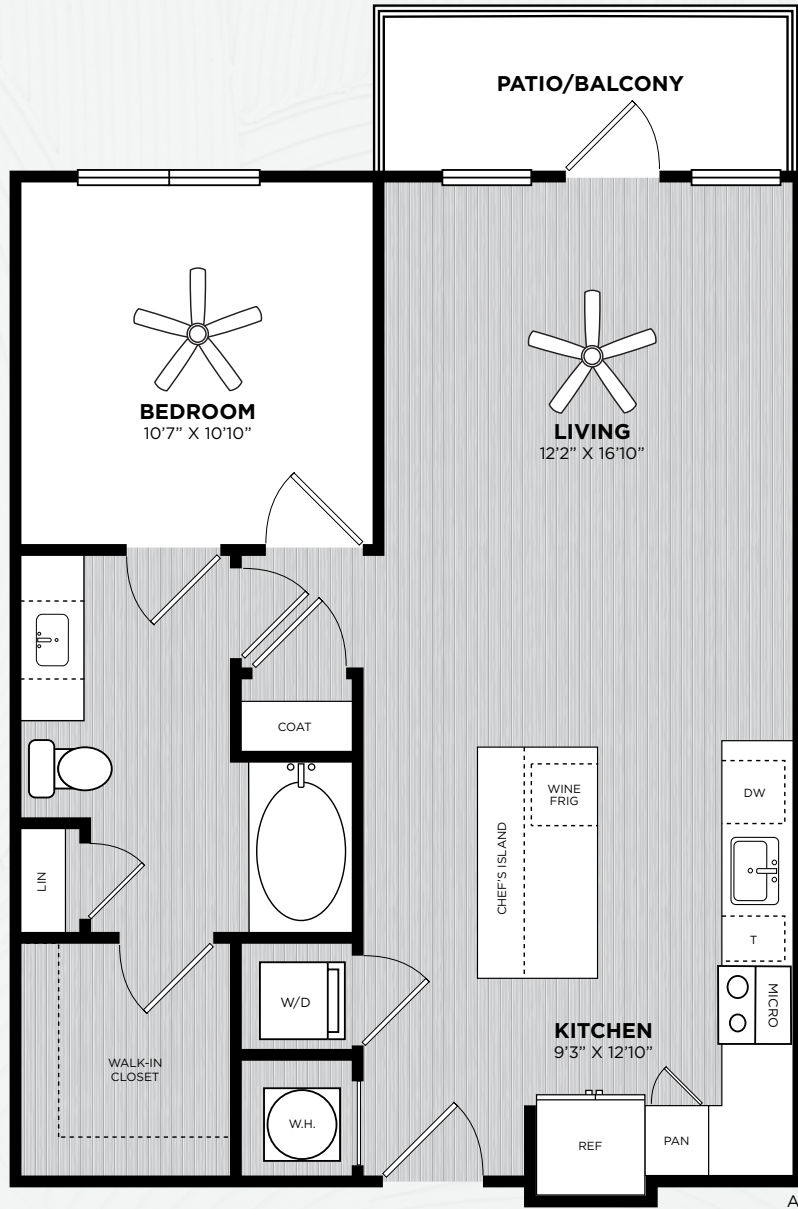 PATIO/BALCONY
BEDROOM
10’7” X 10’10”
LIVING
12’2” X 16’10”
COAT
WINE
FRIG
CHEF’S ISLAND
DW
LIN
T
W/D
MICRO
KITCHEN
9’3” X 12’10”
WALK-IN
CLOSET
W.H.
REF
PAN
A